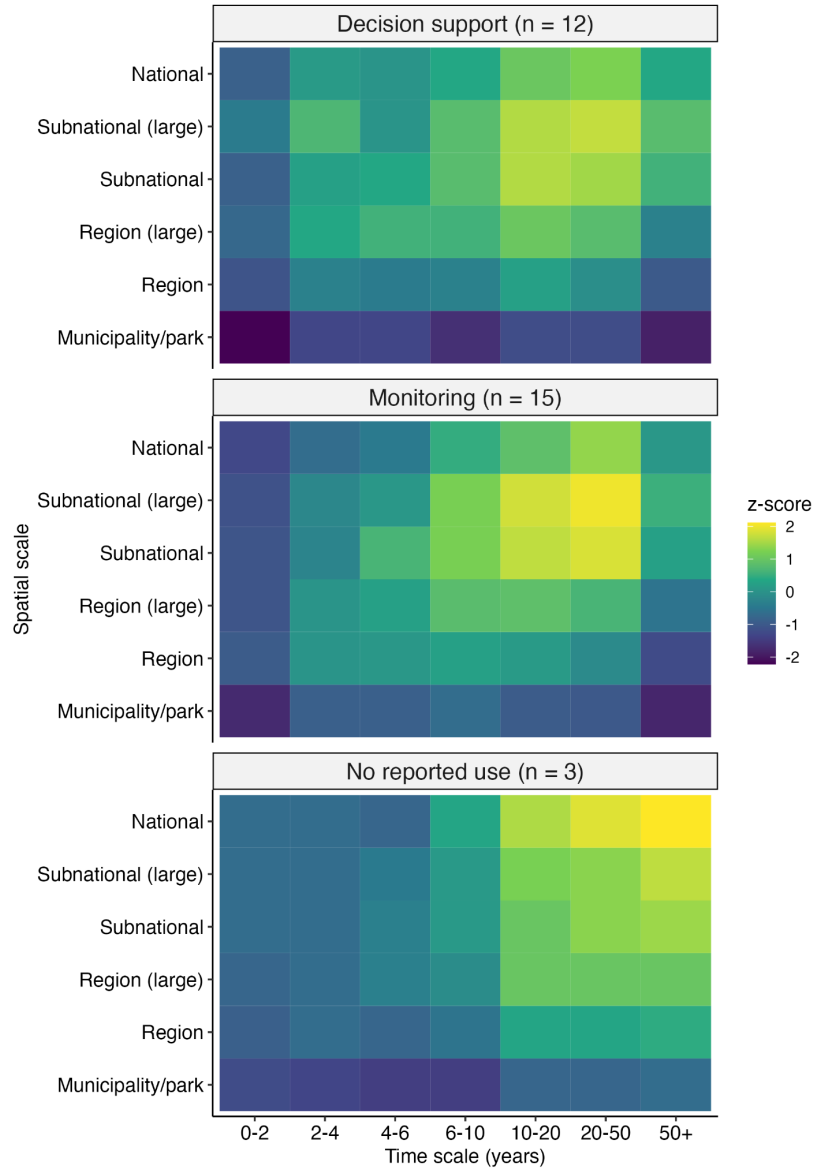 Decision support (n = 12)
National
Subnational (large)
Subnational
Region (large)
Region
Municipality/park
Monitoring (n = 15)
National
Subnational (large)
Subnational
Region (large)
Region
Municipality/park
No reported use (n = 3)
National
Subnational (large)
Subnational
Region (large)
Region
Municipality/park
0-2 2-4 4-6 6-10 10-20 20-50 50+
Time scale (years)
Spatial scale
z-score
2
1
0
-1
-2